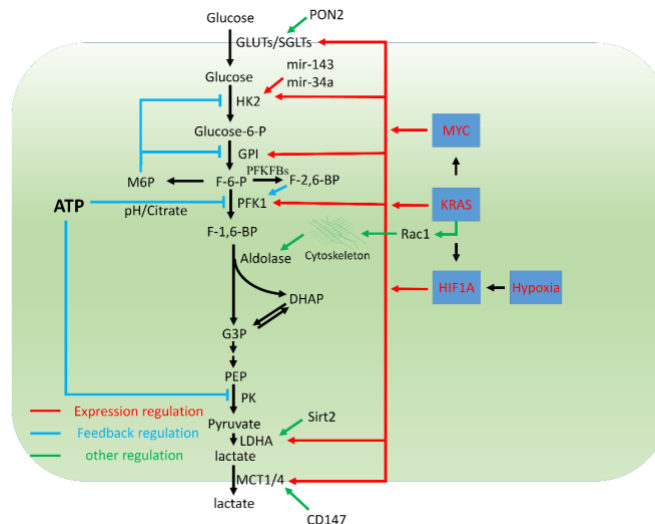 Glucose
PON2
GLUTs/SGLTs
Glucose
mir-143
mir-34a
HK2
Glucose-6-P
MYC
GPI
PFKFBs
M6P
F-6-P
F-2,6-BP
ATP
pH/Citrate
PFK1
KRAS
F-1,6-BP
Rac1
Aldolase
Cytoskeleton
HIF1A
Hypoxia
DHAP
G3P
PEP
PK
Expression regulation
Pyruvate
Sirt2
Feedback regulation
LDHA
other regulation
lactate
MCT1/4
lactate
CD147